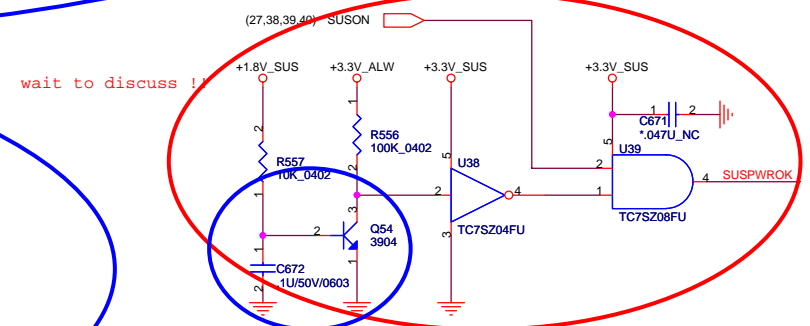 (27,38,39,40) SUSON
wait to discuss !!
+1.8V_SUS +3.3V_ALW +3.3V_SUS +3.3V_SUS
1 2
C671
*.047U_NC
2 1 5 5
R556
100K_0402
R557
10K_0402
U38 U39
2
1 2 3 2 4 1 4 SUSPWROK
TC7SZ08FU
2 Q54
3904
TC7SZ04FU
1 1 3
C672
.1U/50V/0603
2